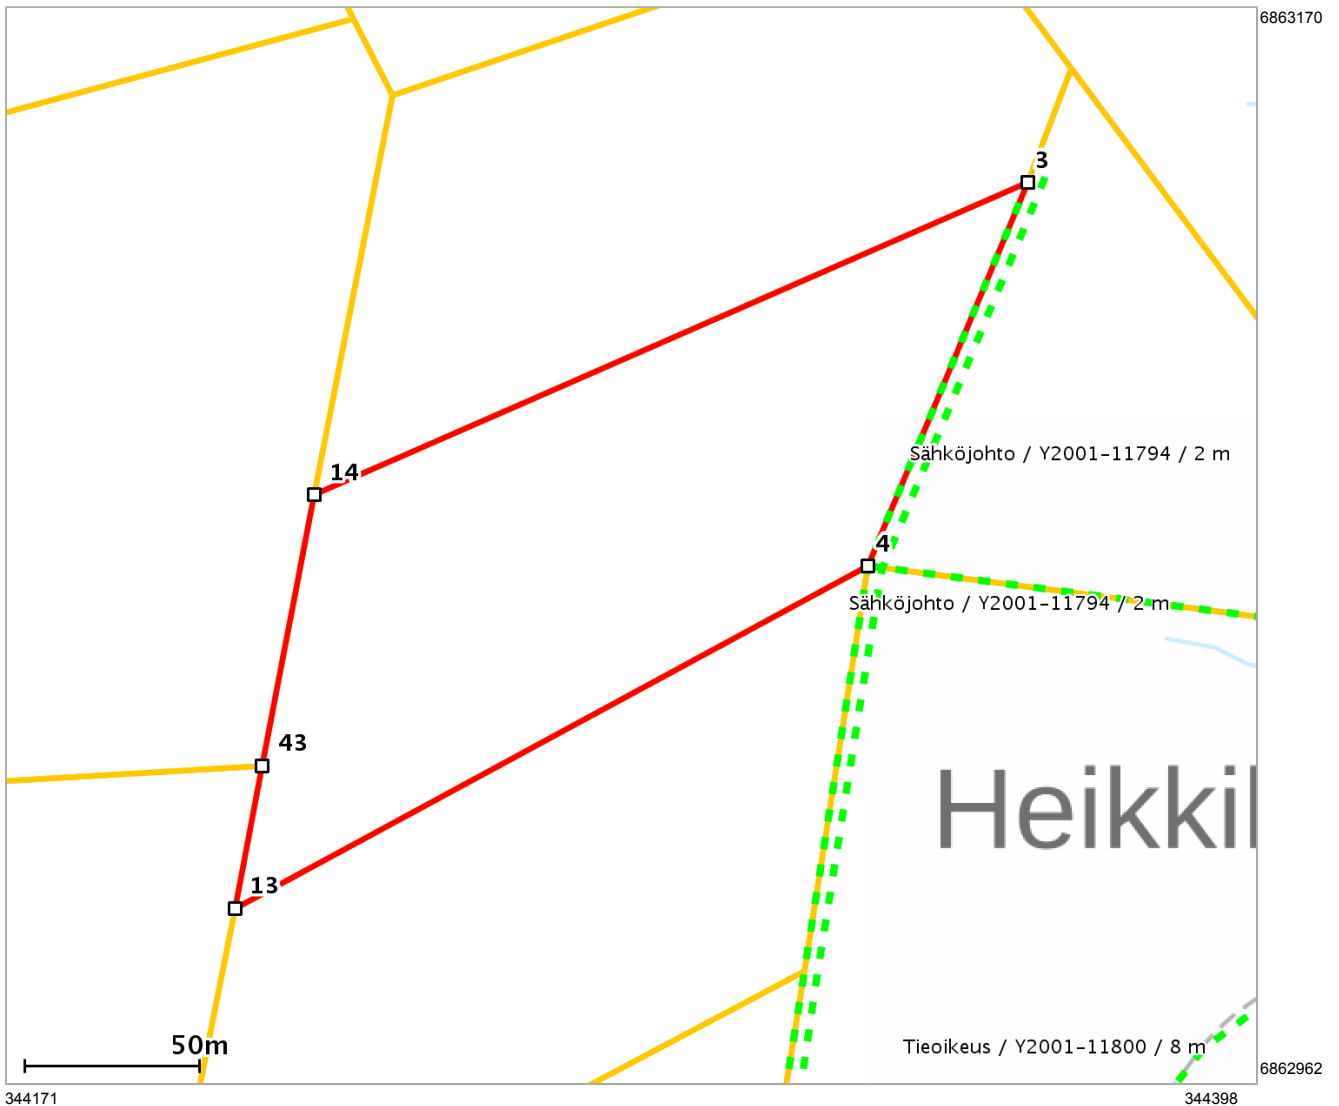 6863170
3
14
Sähköjohto / Y2001-11794 / 2 m
4
Sähköjohto / Y2001-11794 / 2 m
43
Heikkil
13
50m
Tieoikeus / Y2001-11800 / 8 m
6862962
344171
344398